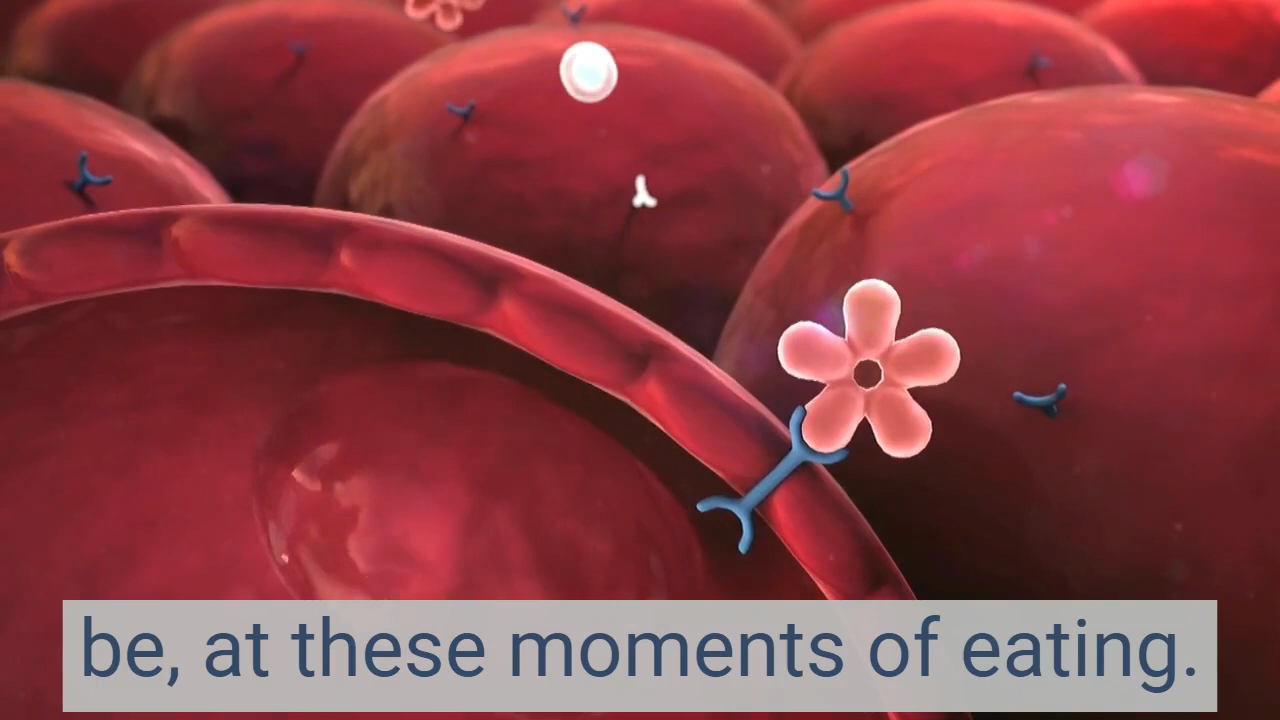 be, at these moments of eating.